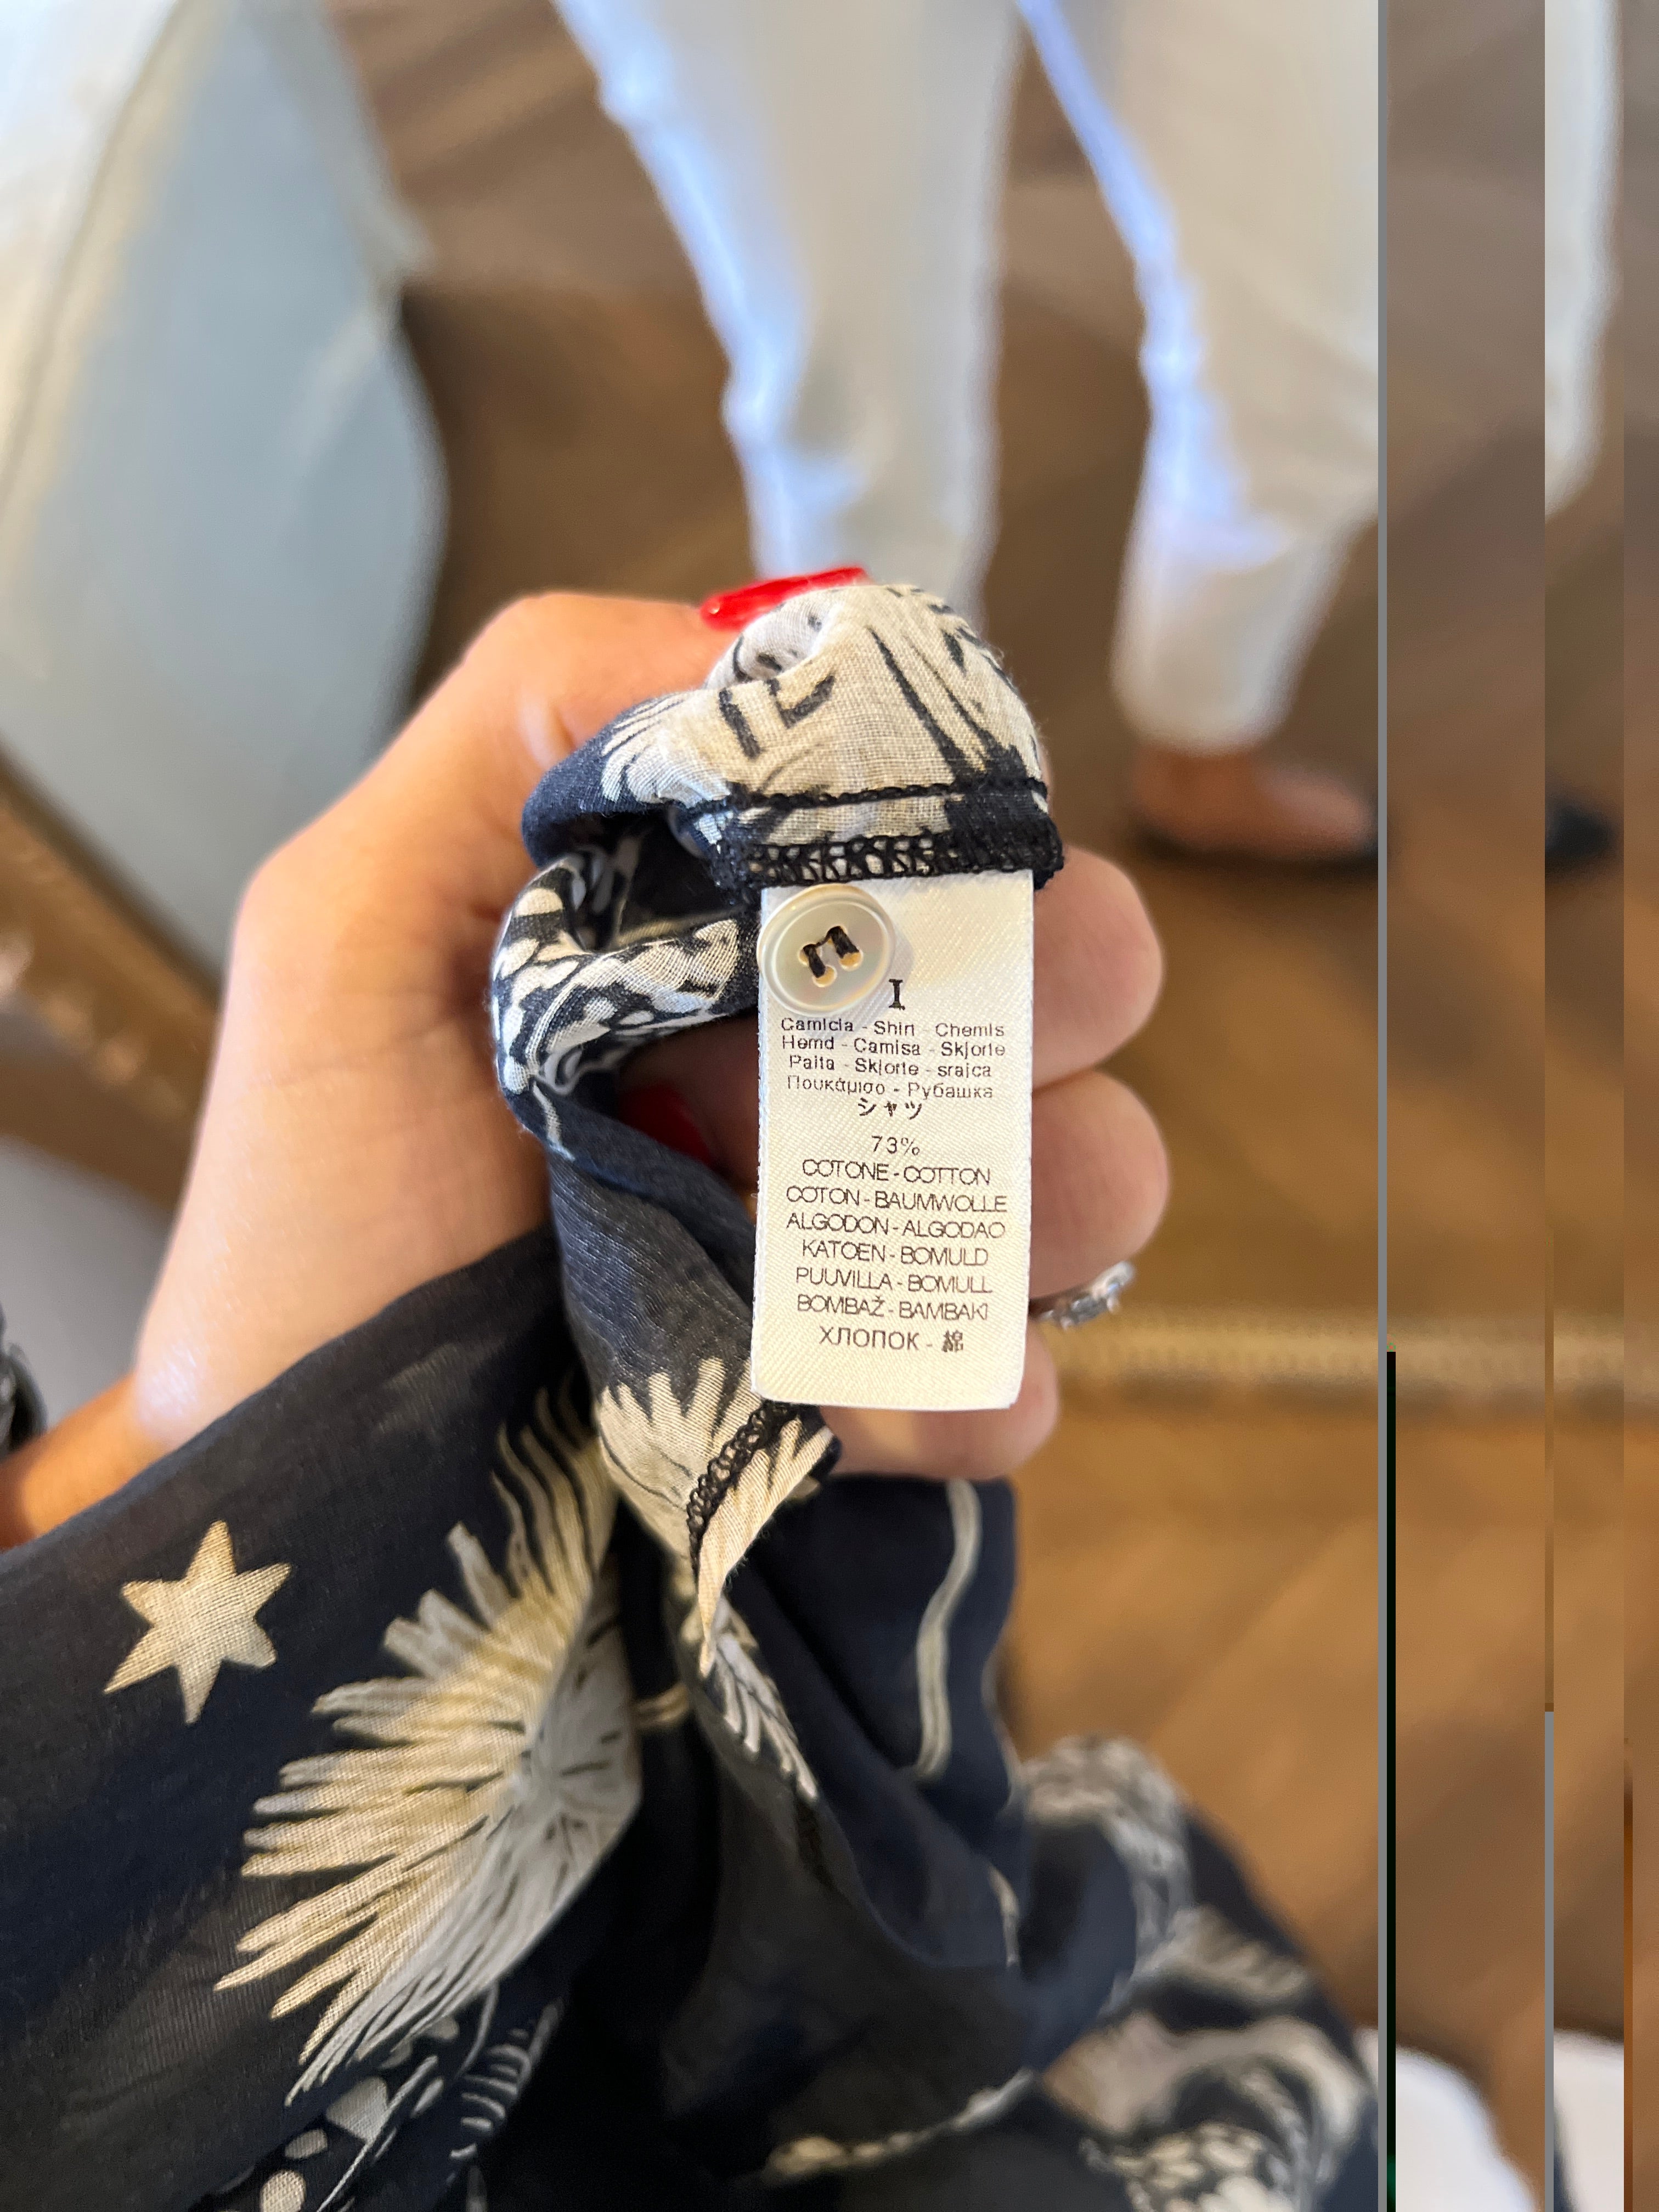 I
Camicia - Shirt - Chemis
Hemd - Camisa - Skjorte
Paita - Skjorte - srajca
Πουκάμισο - Рубашка
シャツ
73%
COTONE - COTTON
COTON - BAUMWOLLE
ALGODON - ALGODAO
KATOEN - BOMULD
PUUVILLA - BOMULL
BOMBAŽ - BAMBAKI
ХЛОПОК - 綿